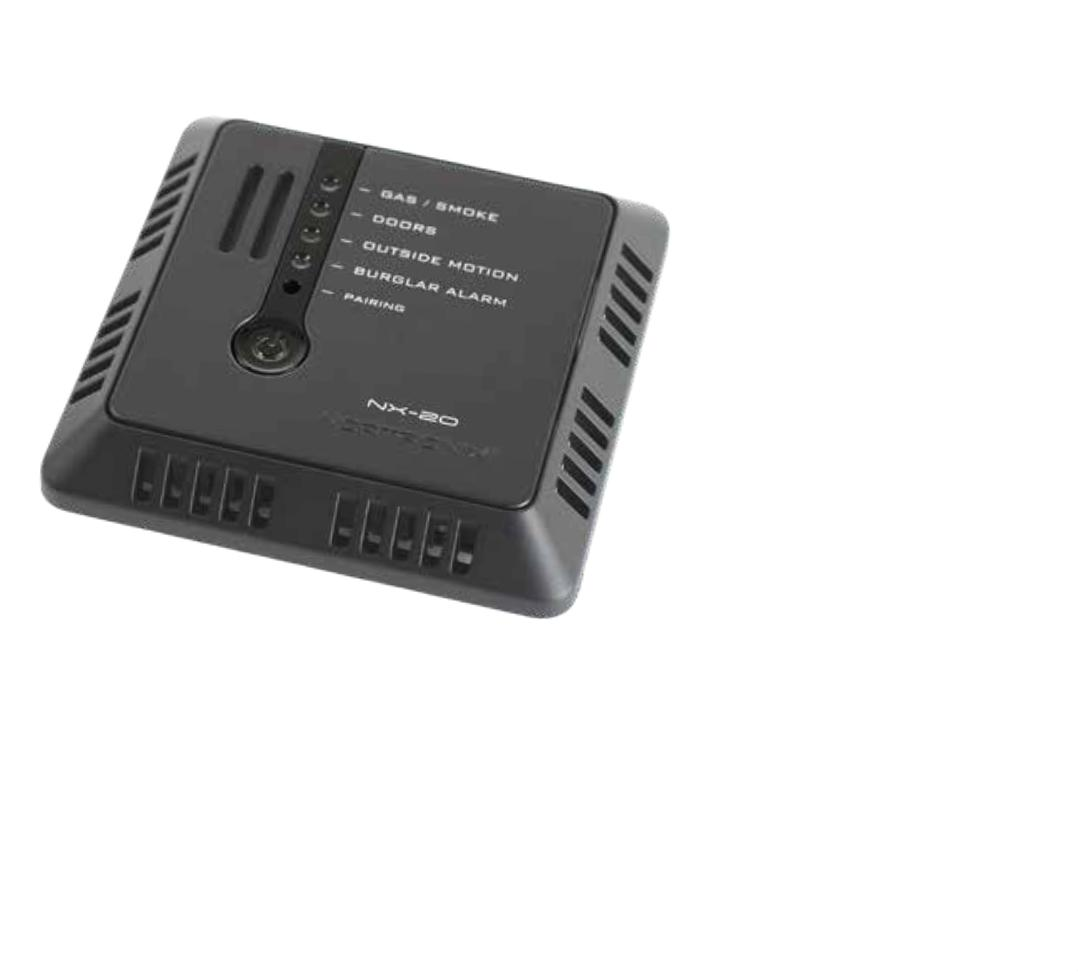 GAS / SMOKE
DOORS
OUTSIDE MOTION
BURGLAR ALARM
PAIRING
NX-20